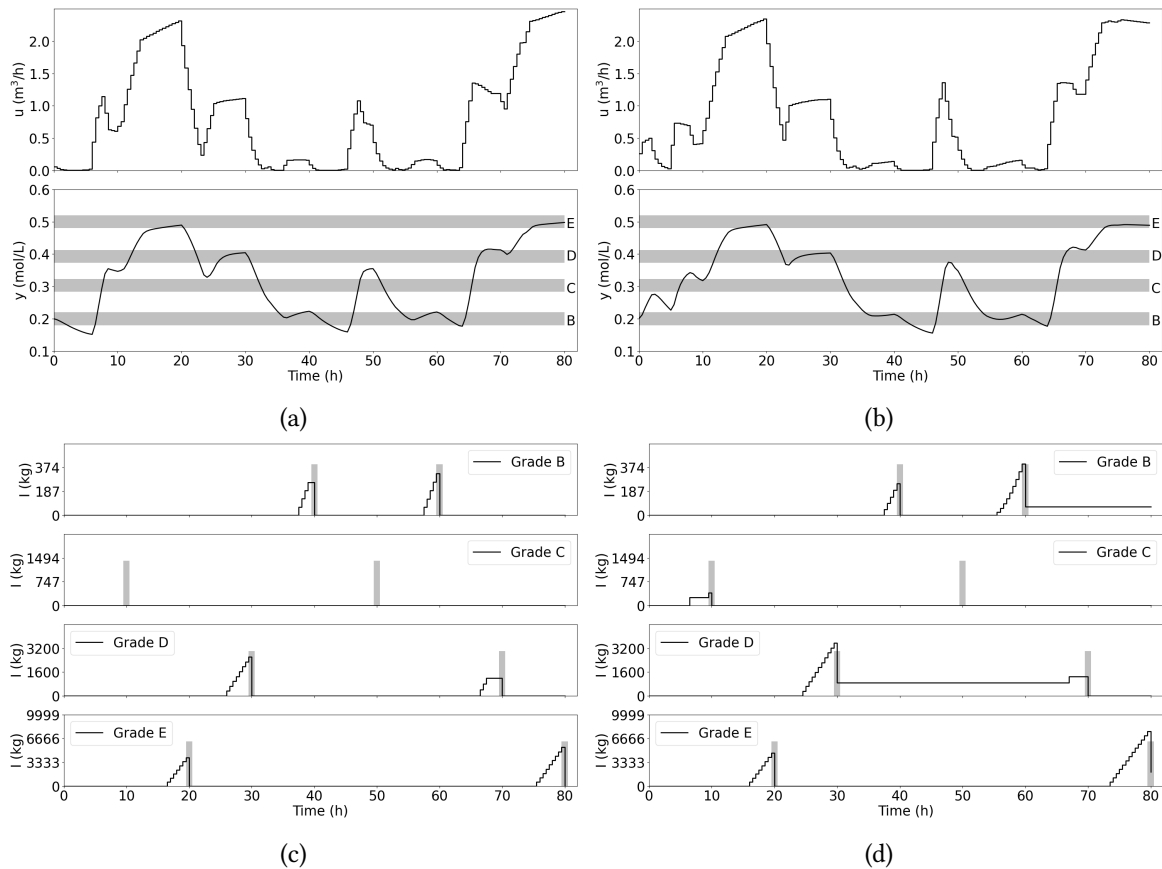 2.0
1.5
1.0
0.5
0.0
u (m³/h)
0.6
0.5
0.4
0.3
0.2
0.1
y (mol/L)
E
D
C
B
0 10 20 30 40 50 60 70 80
Time (h)
(a)
2.0
1.5
1.0
0.5
0.0
u (m³/h)
0.6
0.5
0.4
0.3
0.2
0.1
y (mol/L)
E
D
C
B
0 10 20 30 40 50 60 70 80
Time (h)
(b)
374
187
0
I (kg)
Grade B
1494
747
0
I (kg)
Grade C
3200
1600
0
I (kg)
Grade D
9999
6666
3333
0
I (kg)
Grade E
0 10 20 30 40 50 60 70 80
Time (h)
(c)
374
187
0
I (kg)
Grade B
1494
747
0
I (kg)
Grade C
3200
1600
0
I (kg)
Grade D
9999
6666
3333
0
I (kg)
Grade E
0 10 20 30 40 50 60 70 80
Time (h)
(d)